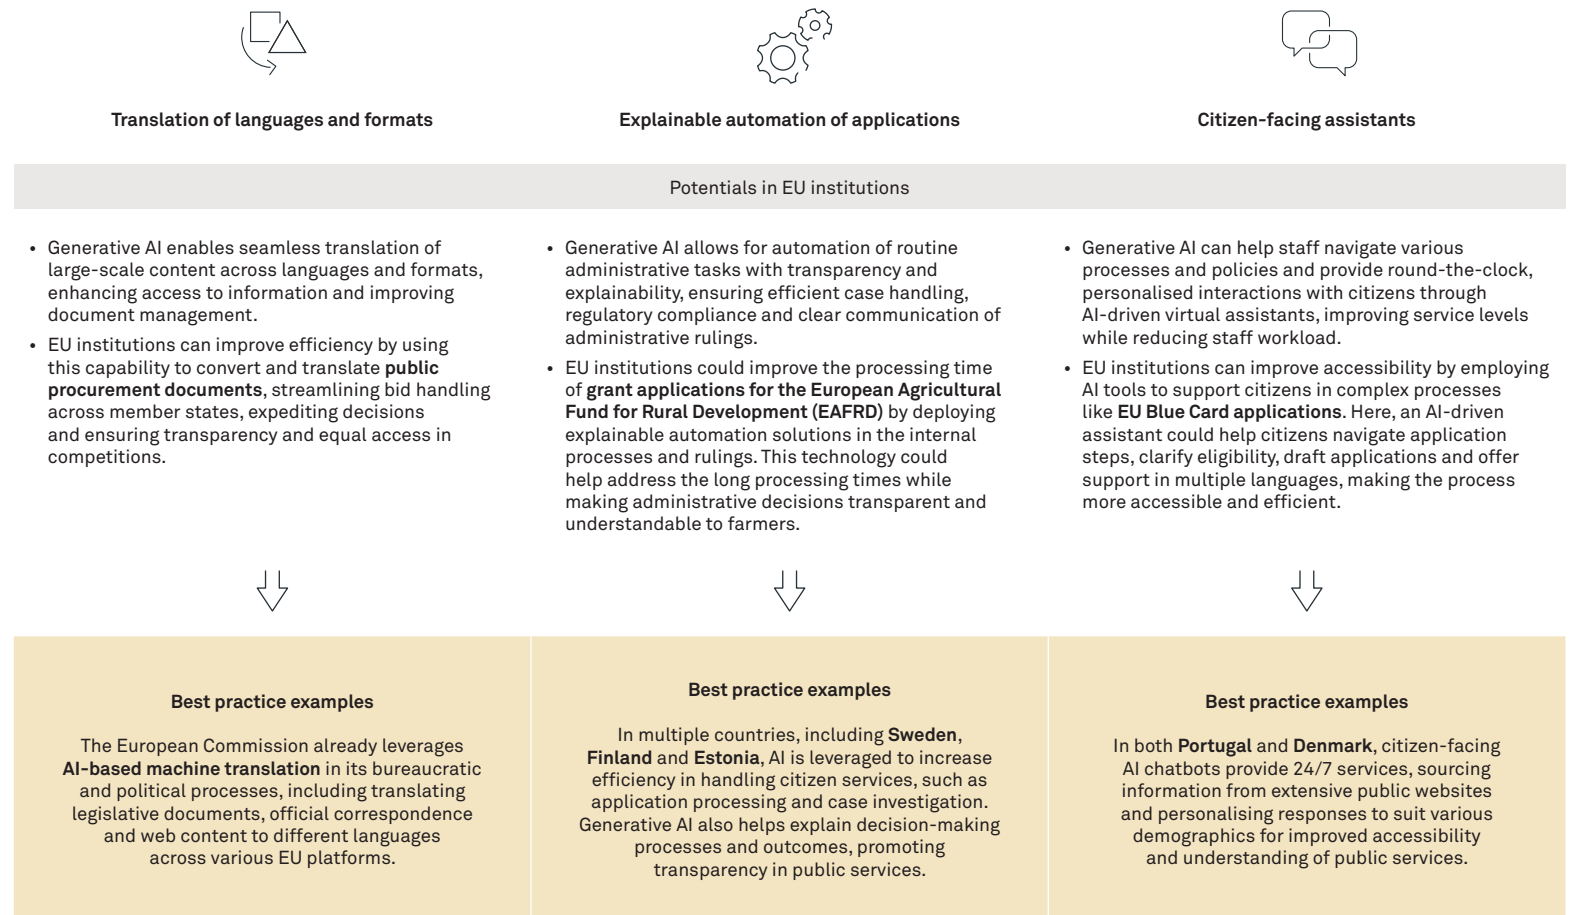 Translation of languages and formats
Explainable automation of applications
Citizen-facing assistants
Potentials in EU institutions
• Generative AI enables seamless translation of
large-scale content across languages and formats,
enhancing access to information and improving
document management.
• EU institutions can improve efficiency by using
this capability to convert and translate public
procurement documents, streamlining bid handling
across member states, expediting decisions
and ensuring transparency and equal access in
competitions.
• Generative AI allows for automation of routine
administrative tasks with transparency and
explainability, ensuring efficient case handling,
regulatory compliance and clear communication of
administrative rulings.
• EU institutions could improve the processing time
of grant applications for the European Agricultural
Fund for Rural Development (EAFRD) by deploying
explainable automation solutions in the internal
processes and rulings. This technology could
help address the long processing times while
making administrative decisions transparent and
understandable to farmers.
• Generative AI can help staff navigate various
processes and policies and provide round-the-clock,
personalised interactions with citizens through
AI-driven virtual assistants, improving service levels
while reducing staff workload.
• EU institutions can improve accessibility by employing
AI tools to support citizens in complex processes
like EU Blue Card applications. Here, an AI-driven
assistant could help citizens navigate application
steps, clarify eligibility, draft applications and offer
support in multiple languages, making the process
more accessible and efficient.
Best practice examples
The European Commission already leverages
AI-based machine translation in its bureaucratic
and political processes, including translating
legislative documents, official correspondence
and web content to different languages
across various EU platforms.
Best practice examples
In multiple countries, including Sweden,
Finland and Estonia, AI is leveraged to increase
efficiency in handling citizen services, such as
application processing and case investigation.
Generative AI also helps explain decision-making
processes and outcomes, promoting
transparency in public services.
Best practice examples
In both Portugal and Denmark, citizen-facing
AI chatbots provide 24/7 services, sourcing
information from extensive public websites
and personalising responses to suit various
demographics for improved accessibility
and understanding of public services.